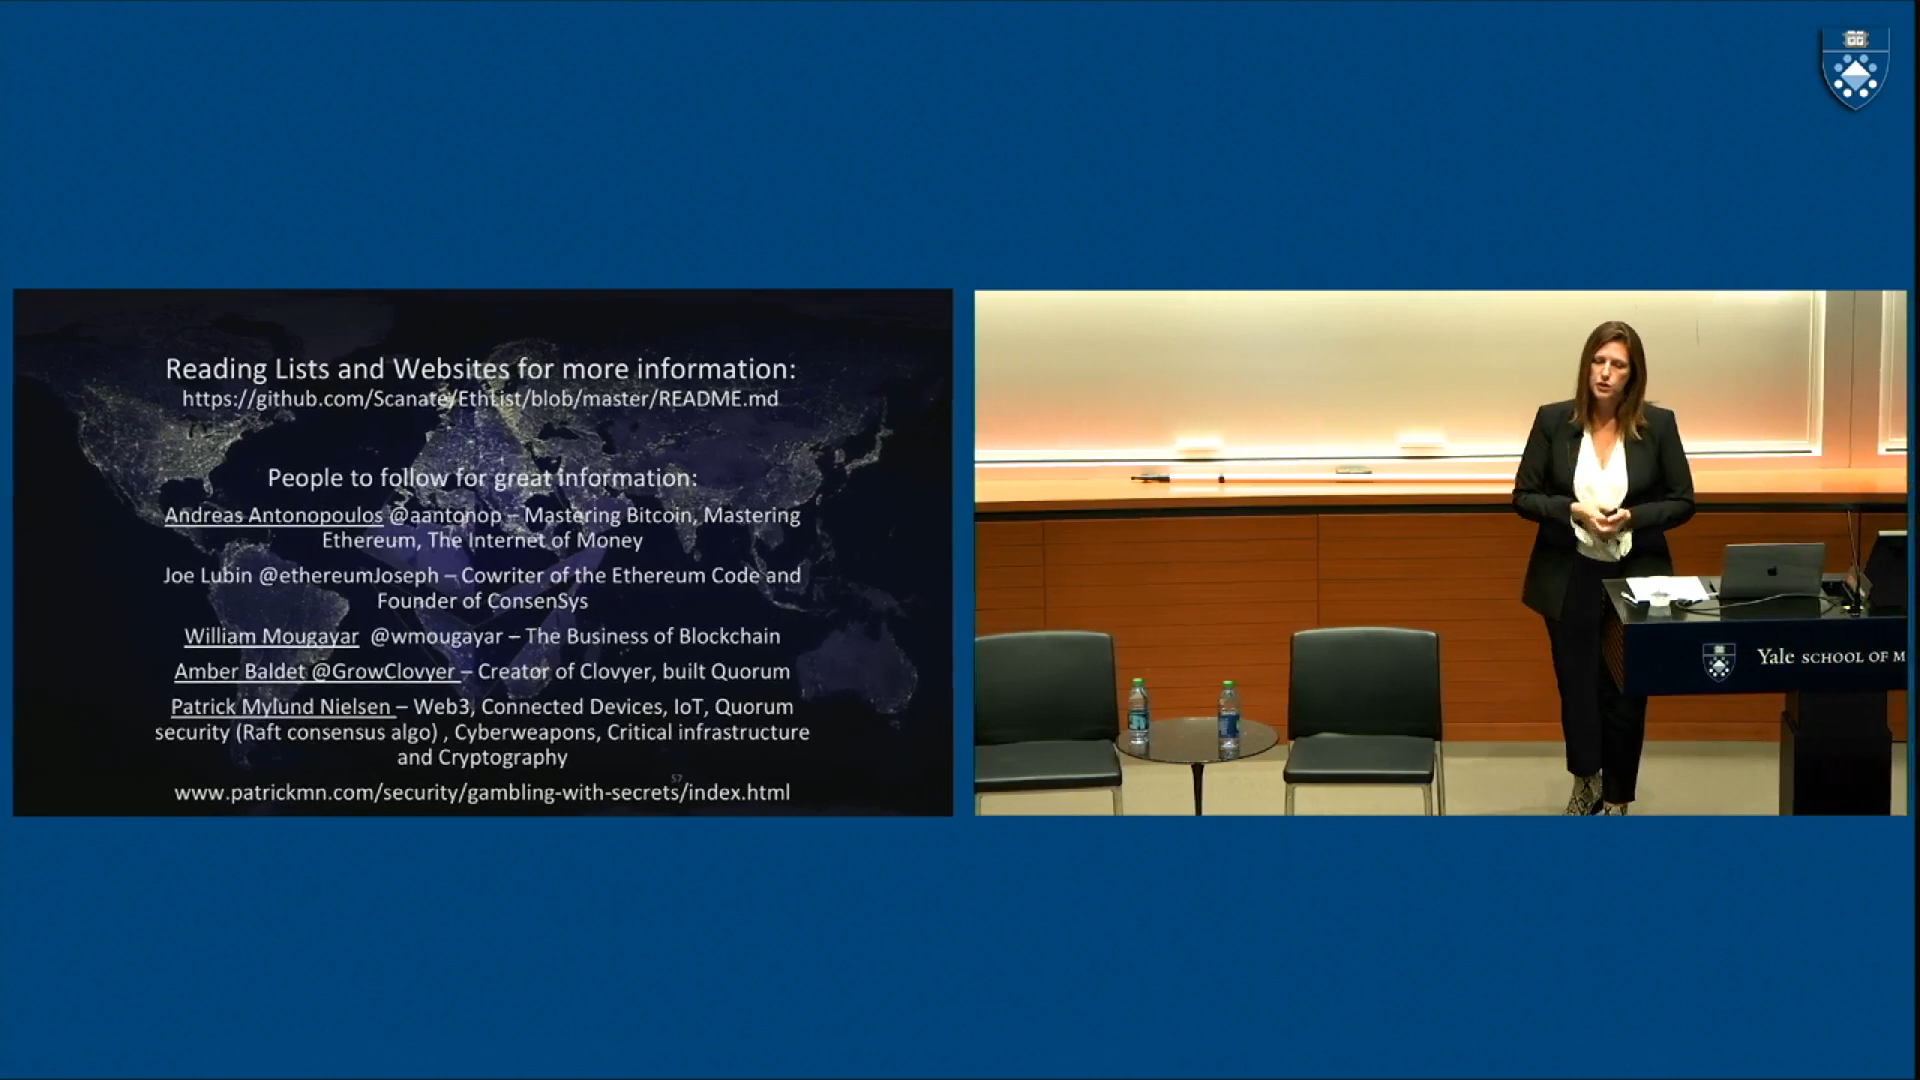 Reading Lists and Websites for more information:
https://github.com/Scanate/EthList/blob/master/README.md
People to follow for great information:
Andreas Antonopoulos @aantonop – Mastering Bitcoin, Mastering
Ethereum, The Internet of Money
Joe Lubin @ethereumJoseph – Cowriter of the Ethereum Code and
Founder of ConsenSys
William Mougayar @wmougayar – The Business of Blockchain
Amber Baldet @GrowClovyer – Creator of Clovyer, built Quorum
Patrick Mylund Nielsen – Web3, Connected Devices, IoT, Quorum
security (Raft consensus algo) , Cyberweapons, Critical infrastructure
and Cryptography
57
www.patrickmn.com/security/gambling-with-secrets/index.html
Yale SCHOOL OF M